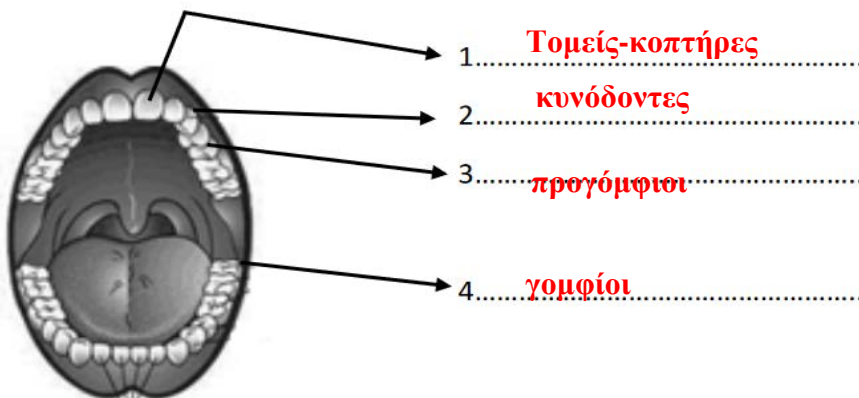 1.......Τομείς-κοπτήρες.......
2.......κυνόδοντες.......
3.......προγόμφιοι.......
4.......γομφίοι.......